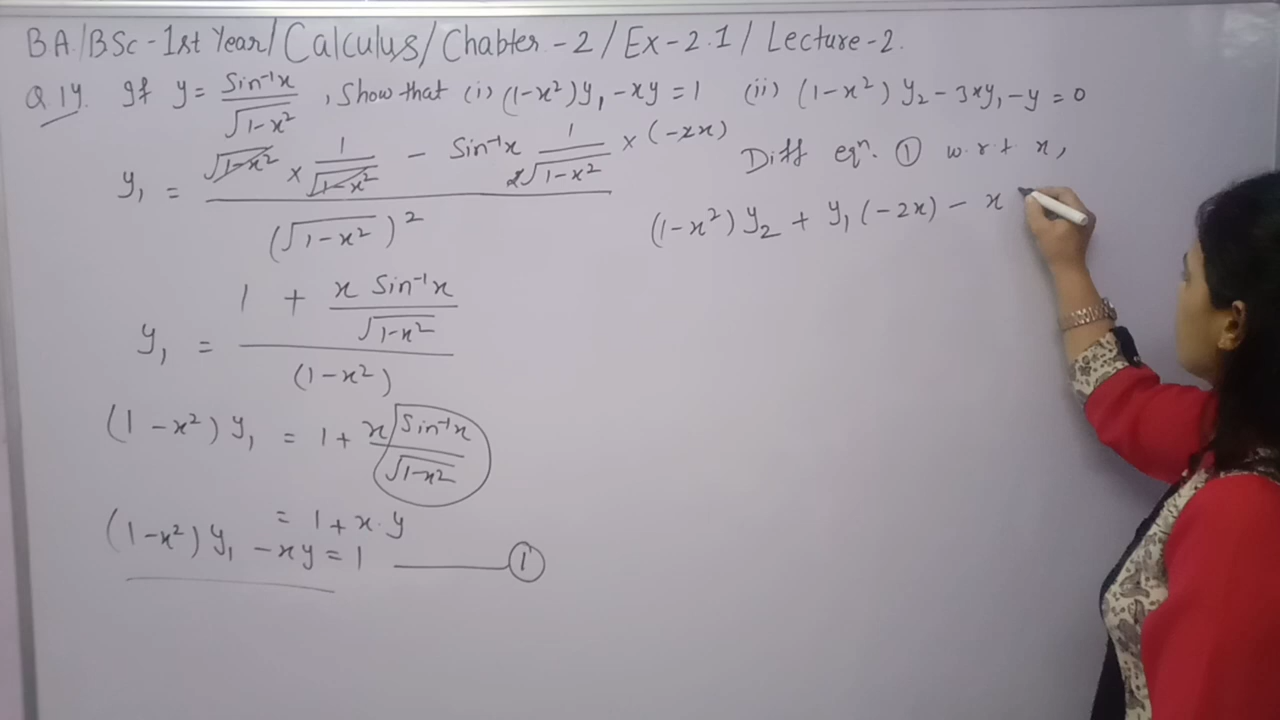 BA/BSc-1st Year/Calculus/Chabter-2/Ex-2.1/Lecture-2.
Q.14. If y = Sin⁻¹x / √(1-x²), Show that (i) (1-x²)y₁ - xy = 1 (ii) (1-x²) y₂ - 3xy₁ - y = 0
y₁ = (√(1-x²) × 1/√(1-x²) - Sin⁻¹x 1/(2√(1-x²)) × (-2x)) / (√(1-x²))²
y₁ = (1 + x Sin⁻¹x/√(1-x²)) / (1-x²)
(1-x²) y₁ = 1 + x Sin⁻¹x/√(1-x²)
= 1 + x.y
(1-x²) y₁ - xy = 1 ——— ①
Diff eqⁿ. ① w.r.t x,
(1-x²) y₂ + y₁(-2x) - x